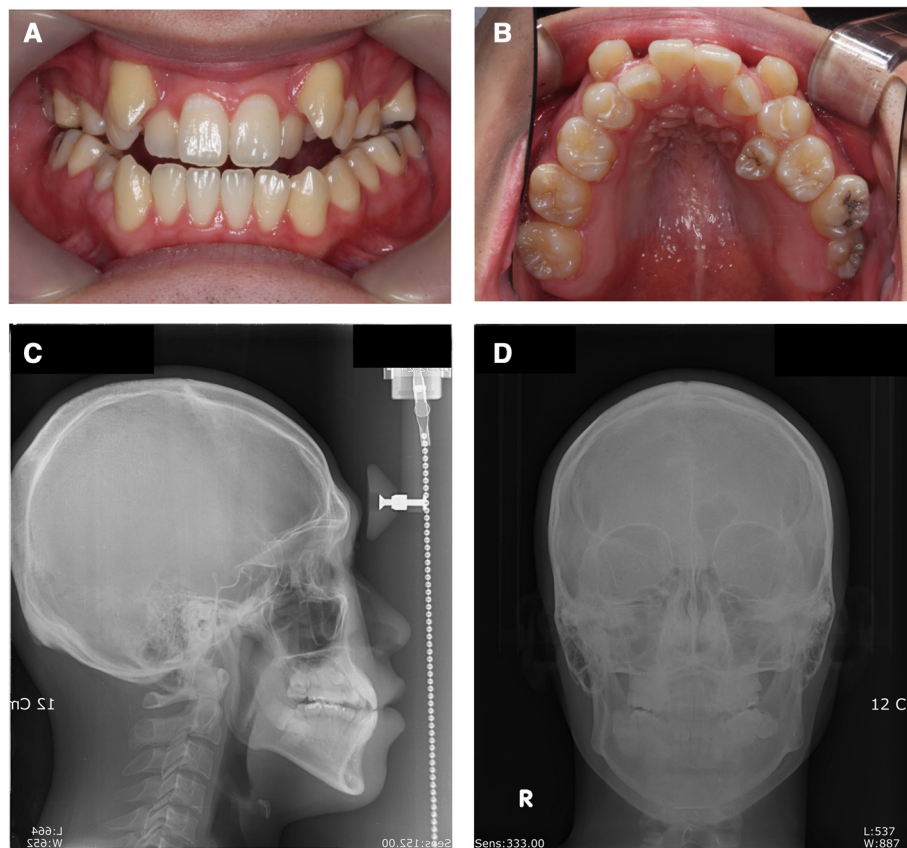 A
B
C
12 Cm
L:664
W:652
Sens:152.00
D
12 C
R
Sens:333.00
L:537
W:887